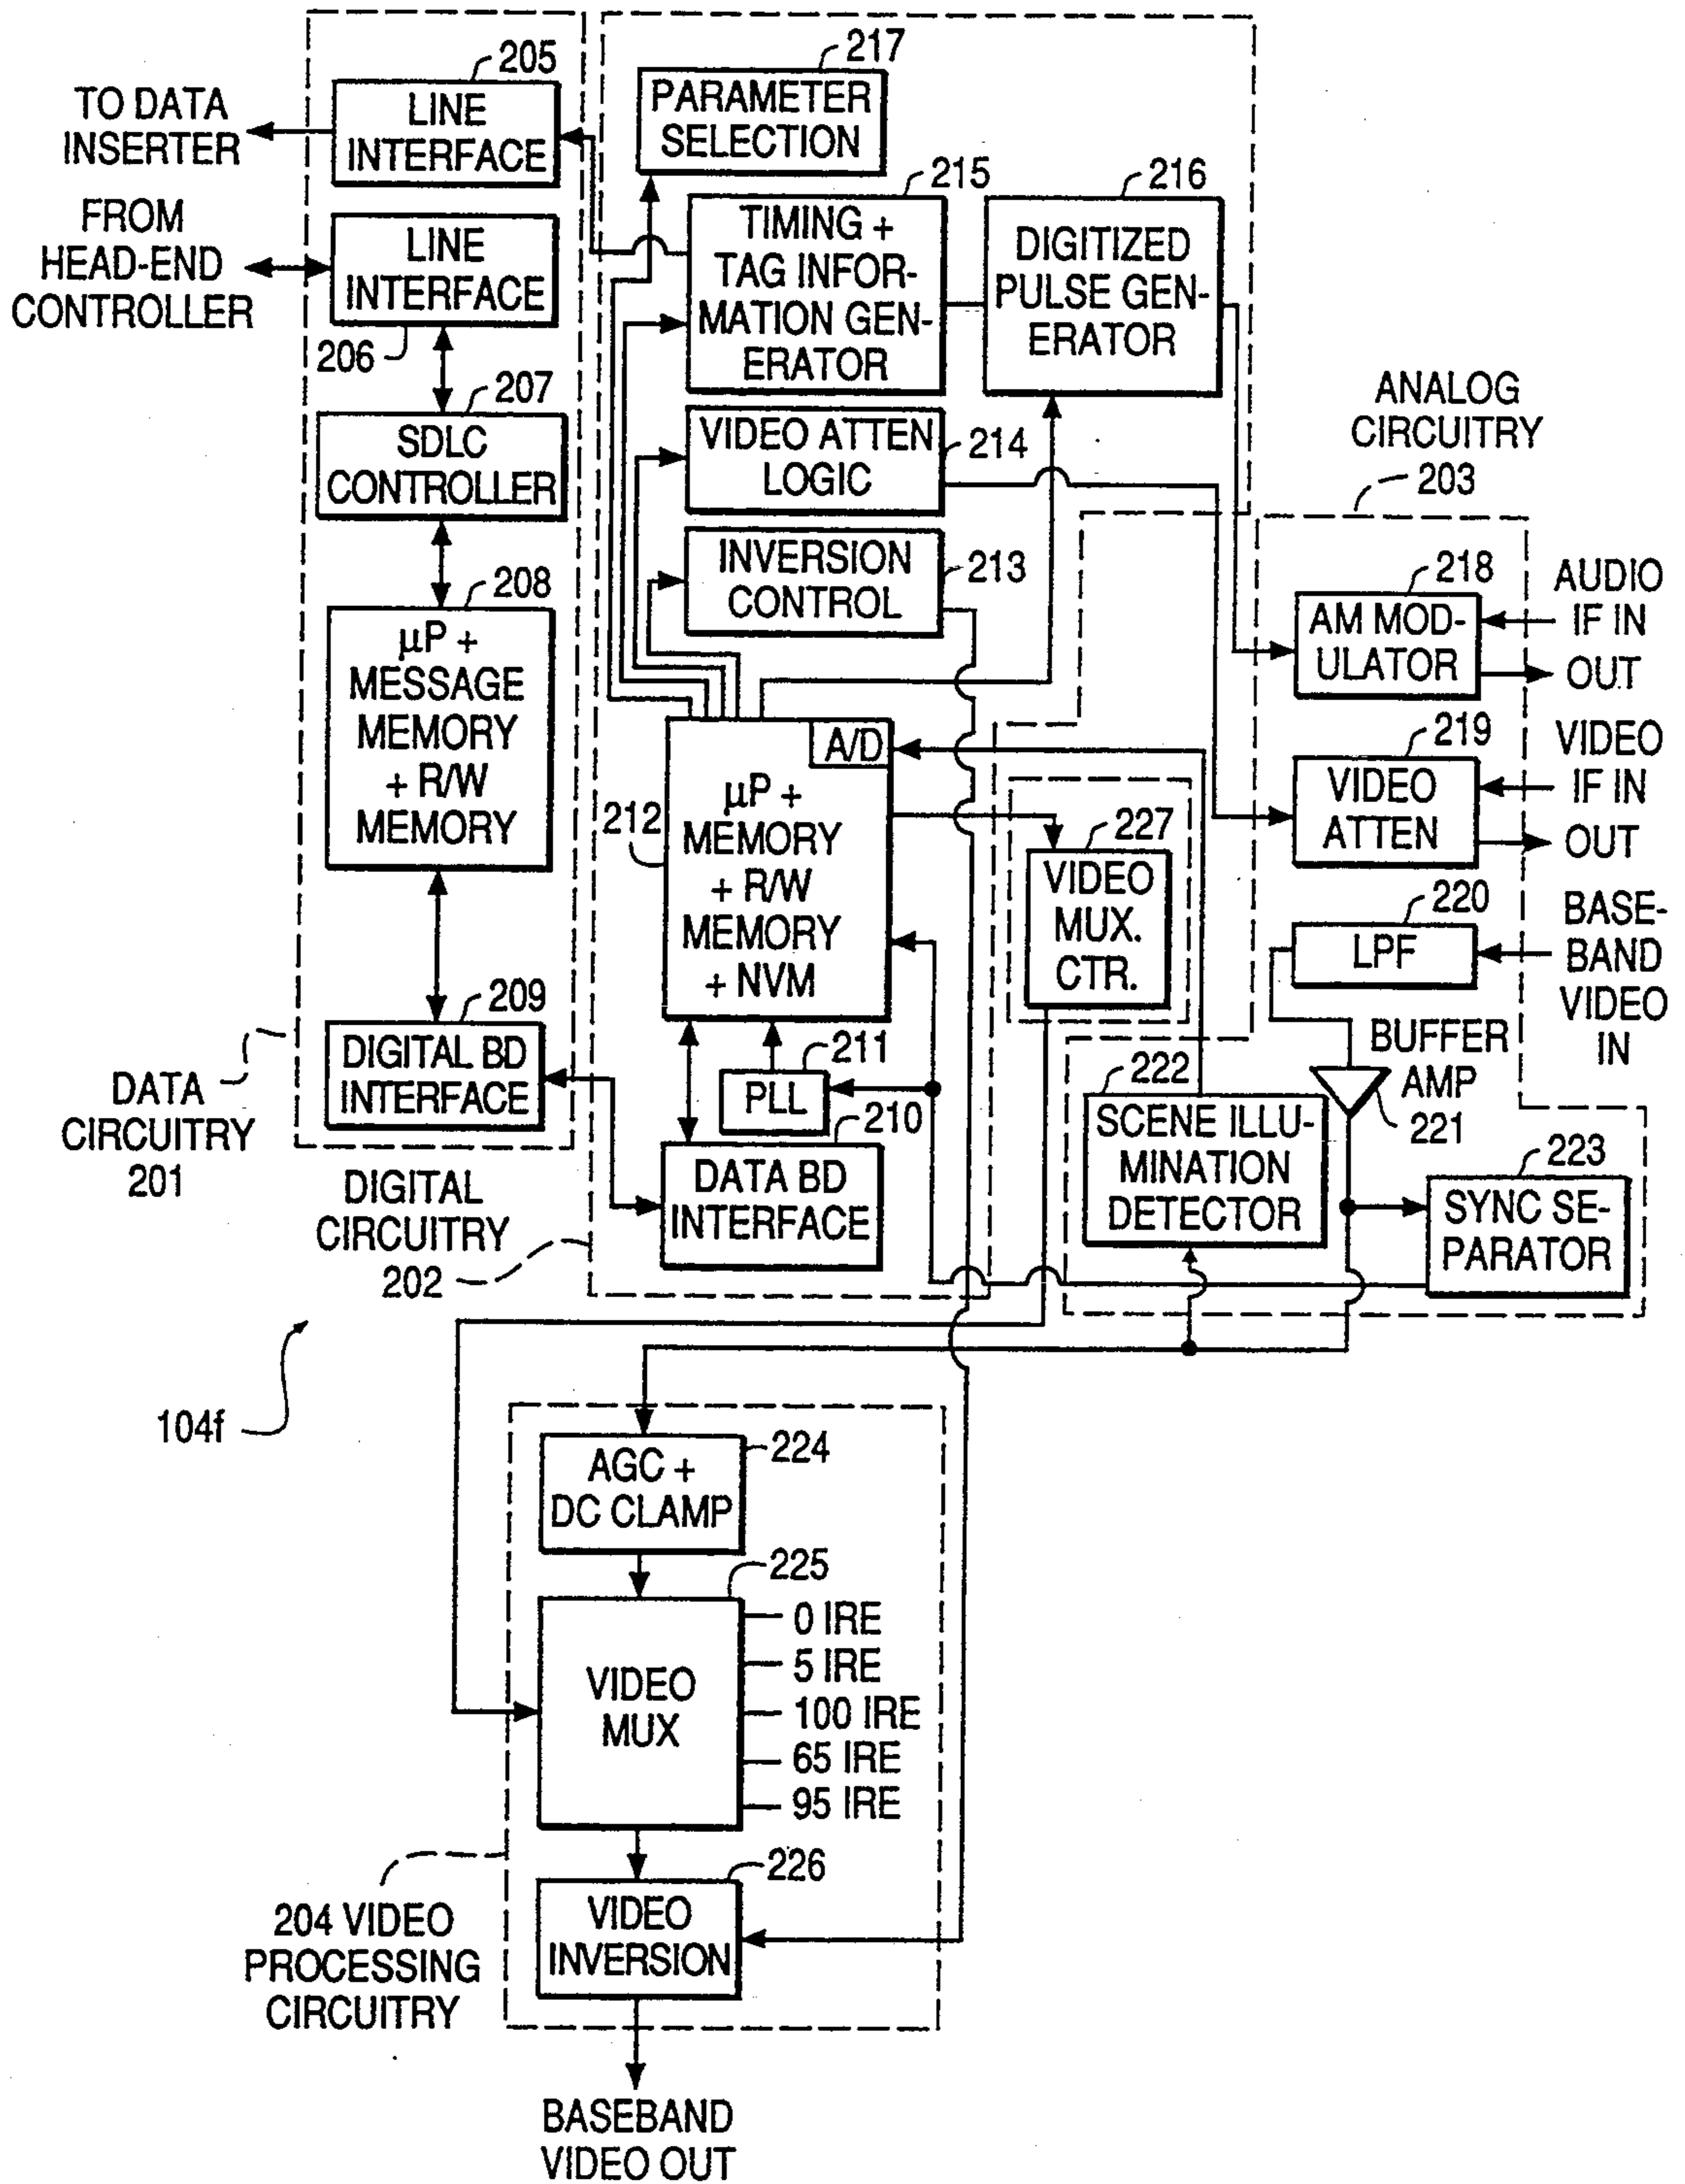 205
LINE
INTERFACE
TO DATA
INSERTER
FROM
HEAD-END
CONTROLLER
LINE
INTERFACE
206
207
SDLC
CONTROLLER
208
µP +
MESSAGE
MEMORY
+ R/W
MEMORY
209
DIGITAL BD
INTERFACE
DATA
CIRCUITRY
201
DIGITAL
CIRCUITRY
202
217
PARAMETER
SELECTION
215
TIMING +
TAG INFOR-
MATION GEN-
ERATOR
216
DIGITIZED
PULSE GEN-
ERATOR
VIDEO ATTEN
LOGIC
214
INVERSION
CONTROL
213
A/D
212
µP +
MEMORY
+ R/W
MEMORY
+ NVM
211
PLL
210
DATA BD
INTERFACE
227
VIDEO
MUX.
CTR.
ANALOG
CIRCUITRY
203
218
AM MOD-
ULATOR
AUDIO
IF IN
OUT
219
VIDEO
ATTEN
VIDEO
IF IN
OUT
220
LPF
BASE-
BAND
VIDEO
IN
BUFFER
AMP
221
222
SCENE ILLU-
MINATION
DETECTOR
223
SYNC SE-
PARATOR
104f
224
AGC +
DC CLAMP
225
VIDEO
MUX
0 IRE
5 IRE
100 IRE
65 IRE
95 IRE
226
VIDEO
INVERSION
204 VIDEO
PROCESSING
CIRCUITRY
BASEBAND
VIDEO OUT